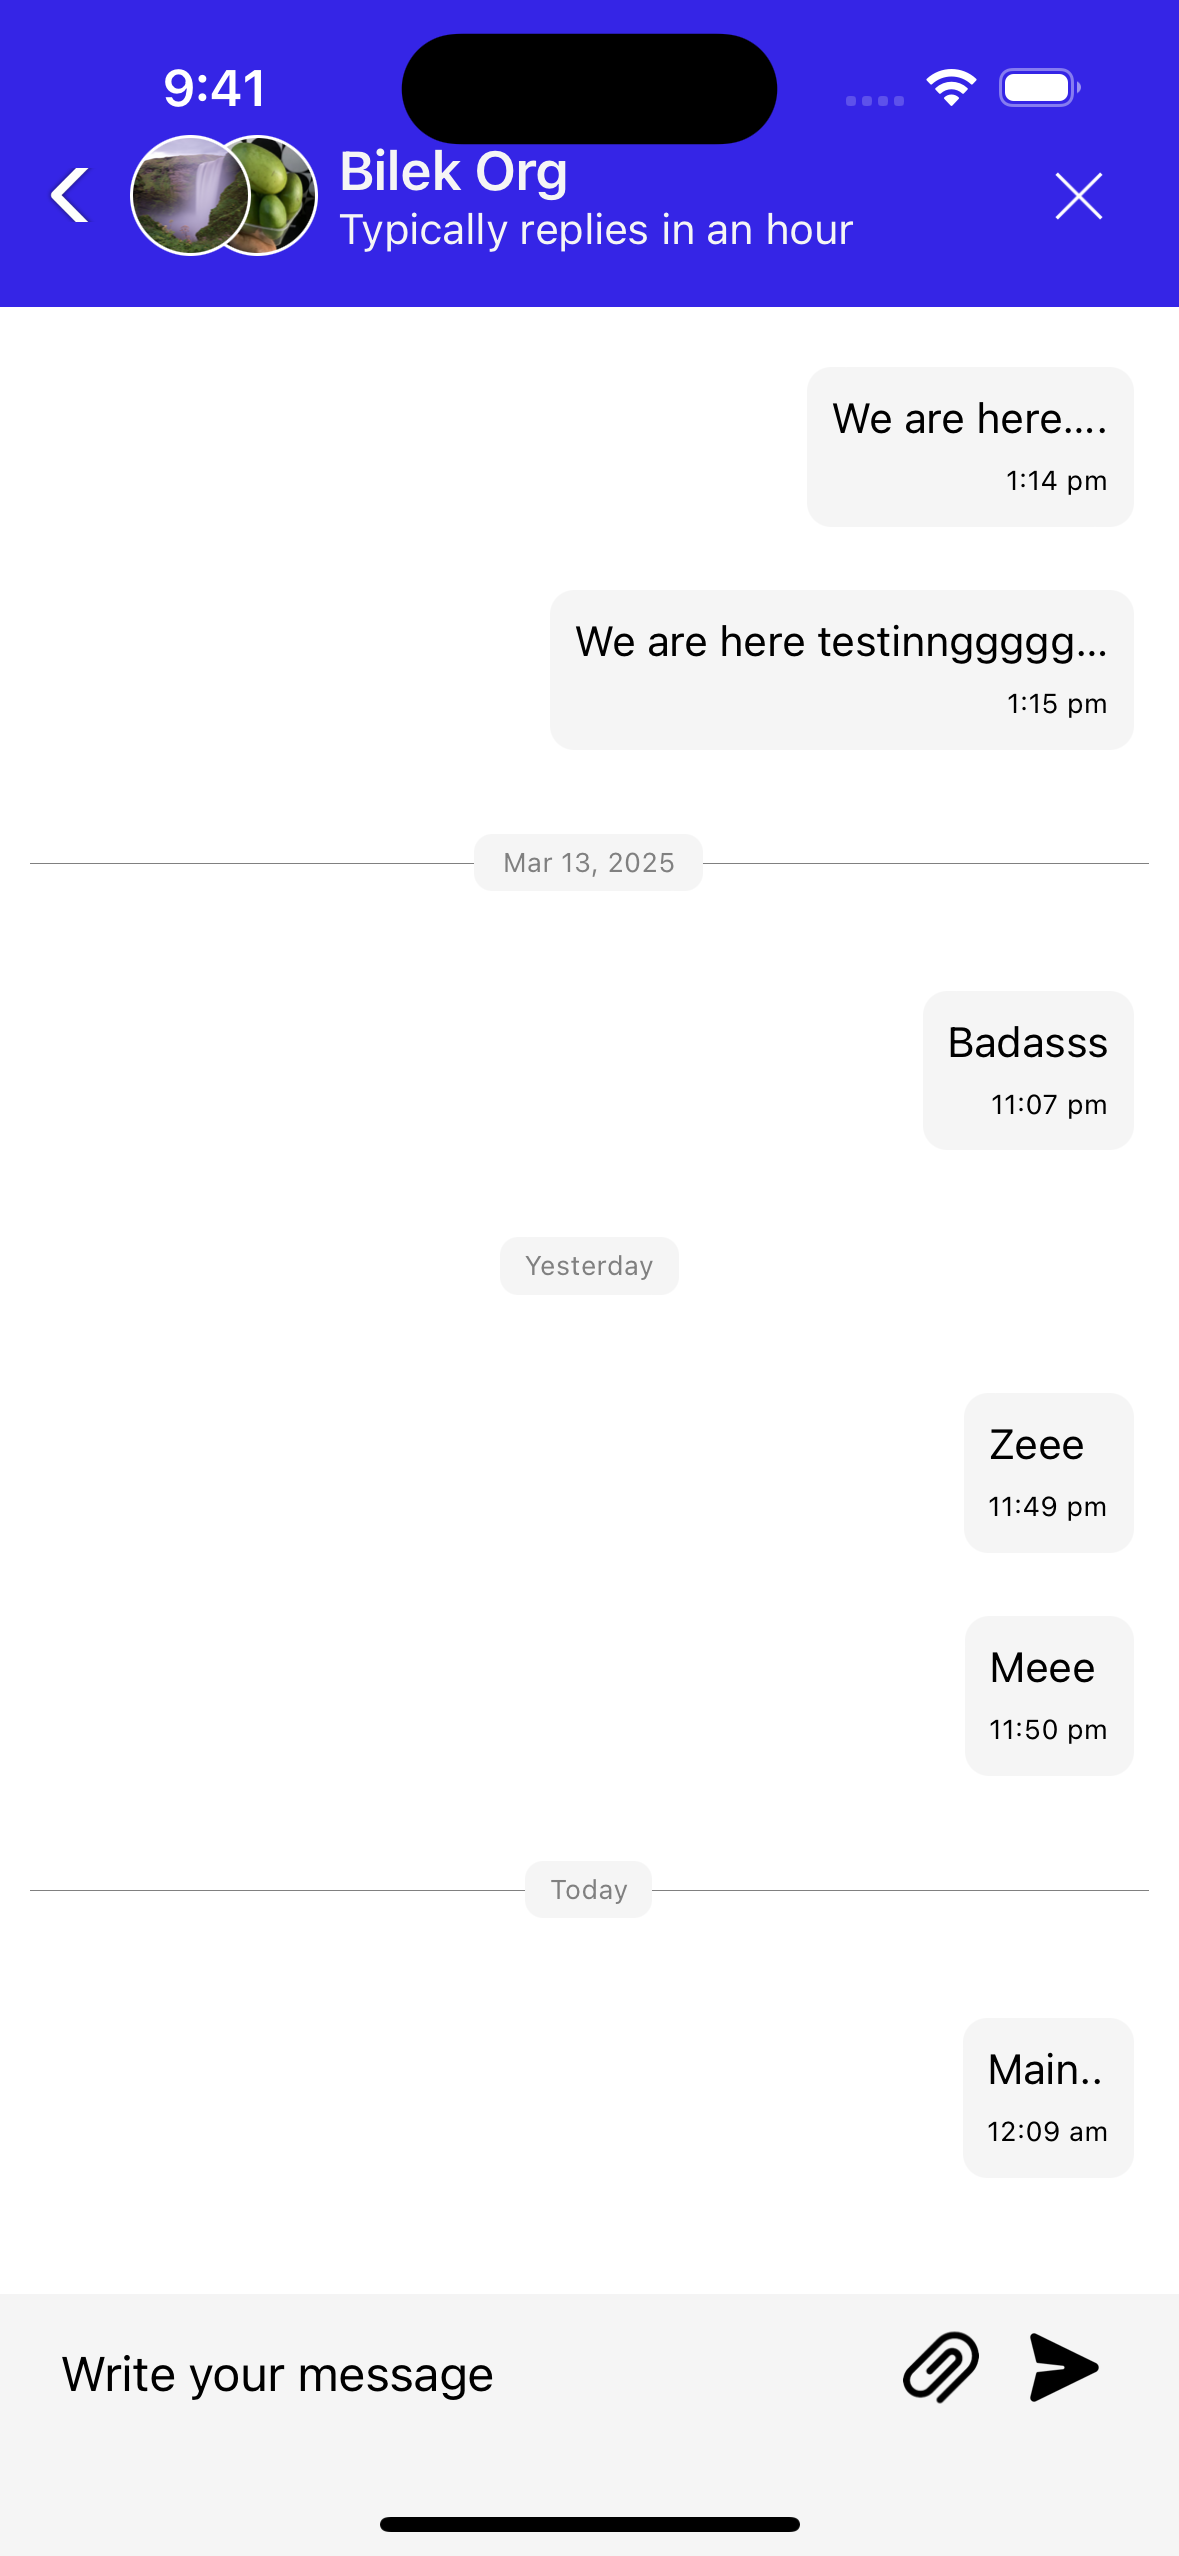 9:41
Bilek Org
Typically replies in an hour
We are here....
1:14 pm
We are here testinnggggg...
1:15 pm
Mar 13, 2025
Badasss
11:07 pm
Yesterday
Zeee
11:49 pm
Meee
11:50 pm
Today
Main..
12:09 am
Write your message